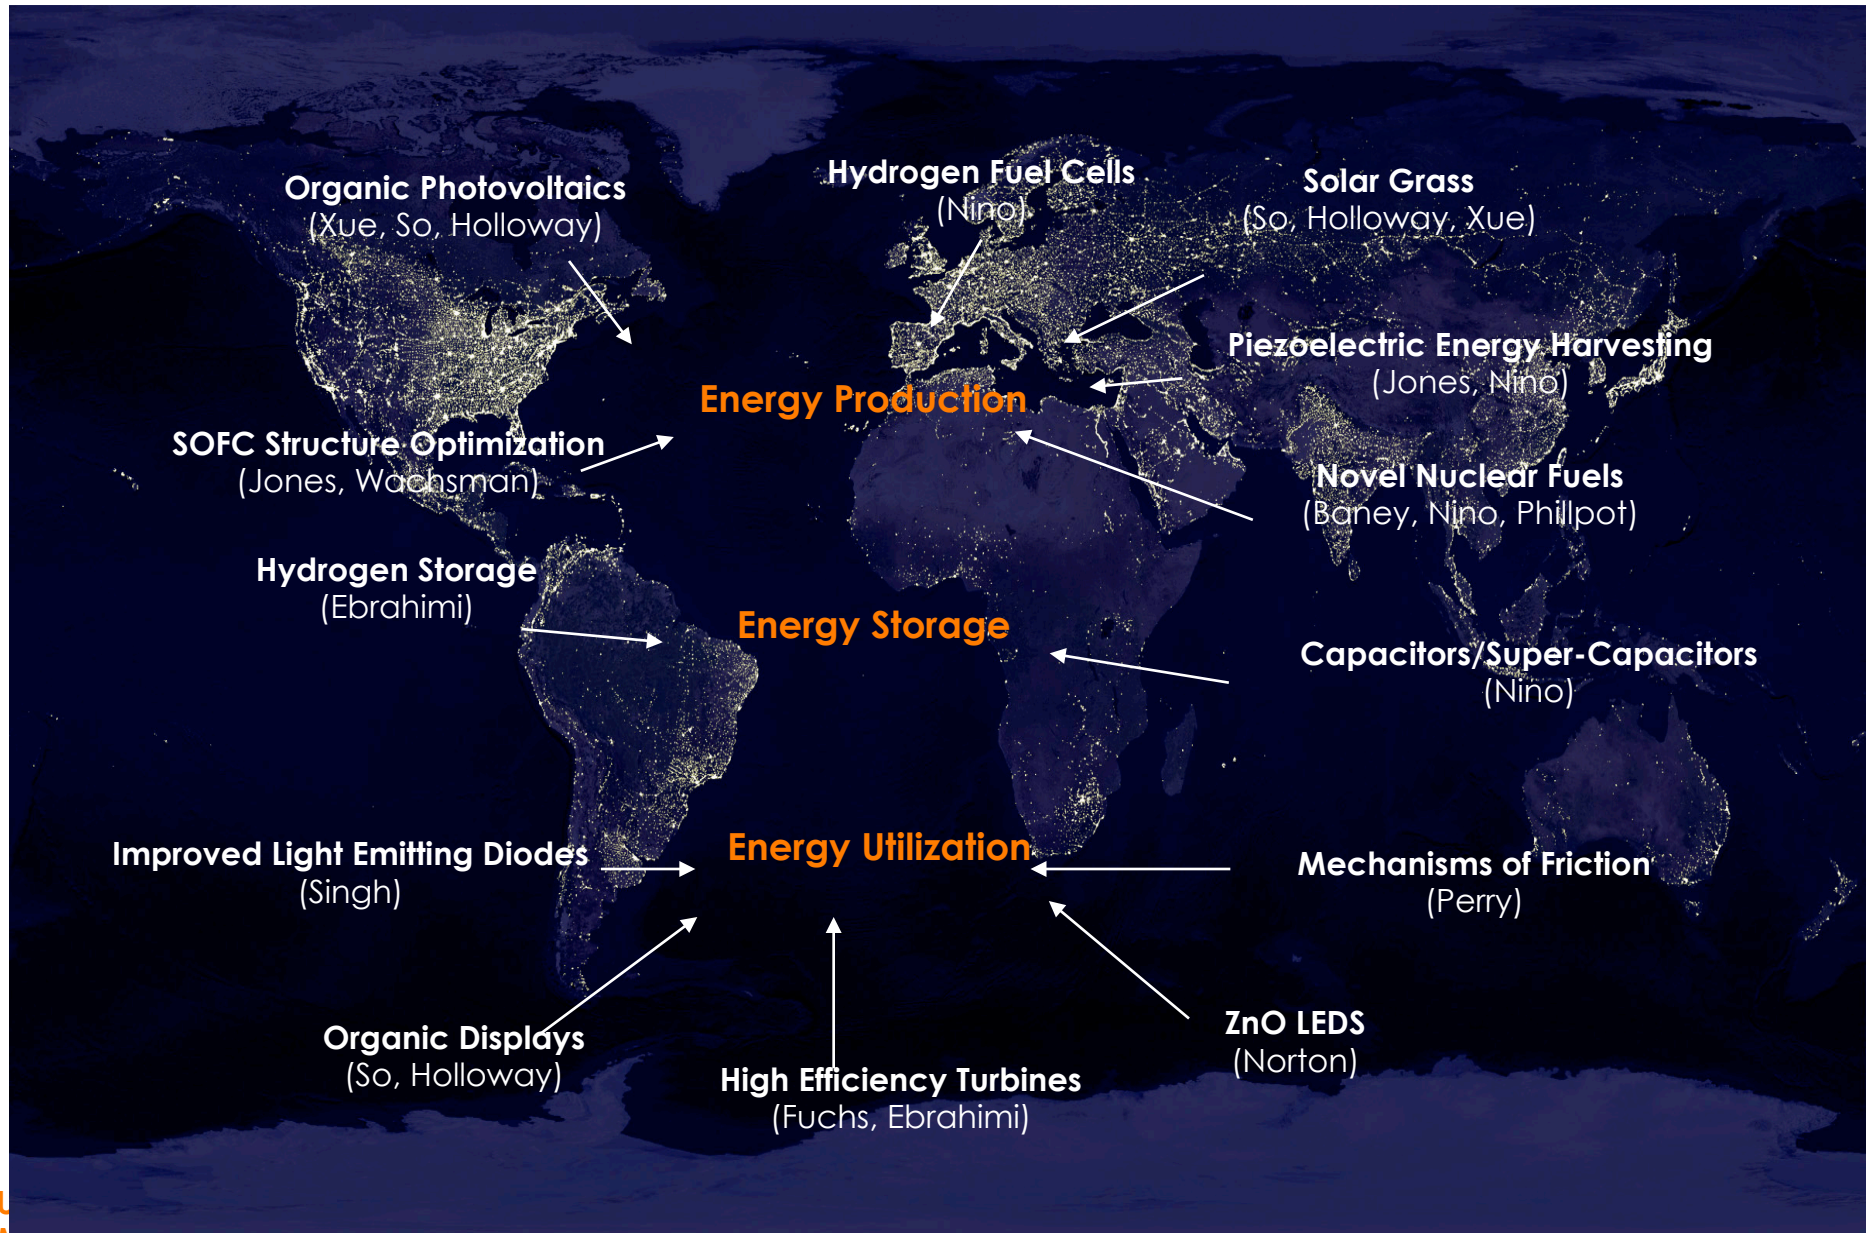 Organic Photovoltaics
(Xue, So, Holloway)
Hydrogen Fuel Cells
(Nino)
Solar Grass
(So, Holloway, Xue)
Piezoelectric Energy Harvesting
(Jones, Nino)
Energy Production
SOFC Structure Optimization
(Jones, Wachsman)
Novel Nuclear Fuels
(Baney, Nino, Phillpot)
Hydrogen Storage
(Ebrahimi)
Energy Storage
Capacitors/Super-Capacitors
(Nino)
Energy Utilization
Improved Light Emitting Diodes
(Singh)
Mechanisms of Friction
(Perry)
Organic Displays
(So, Holloway)
High Efficiency Turbines
(Fuchs, Ebrahimi)
ZnO LEDS
(Norton)